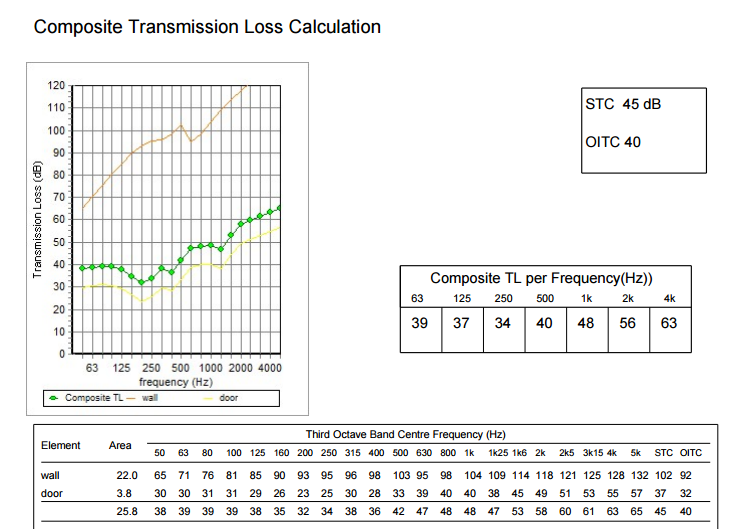 Composite Transmission Loss Calculation
120
110
100
90
80
70
60
50
40
30
20
10
0
Transmission Loss (dB)
63 125 250 500 1000 2000 4000
frequency (Hz)
Composite TL wall door
STC 45 dB
OITC 40
Composite TL per Frequency(Hz))
63 125 250 500 1k 2k 4k
39 37 34 40 48 56 63
Third Octave Band Centre Frequency (Hz)
Element Area 50 63 80 100 125 160 200 250 315 400 500 630 800 1k 1k25 1k6 2k 2k5 3k15 4k 5k STC OITC
wall 22.0 65 71 76 81 85 90 93 95 96 98 103 95 98 104 109 114 118 121 125 128 132 102 92
door 3.8 30 30 31 31 29 26 23 25 30 28 33 39 40 40 38 45 49 51 53 55 57 37 32
25.8 38 39 39 39 38 35 32 34 38 36 42 47 48 48 47 53 58 60 61 63 65 45 40